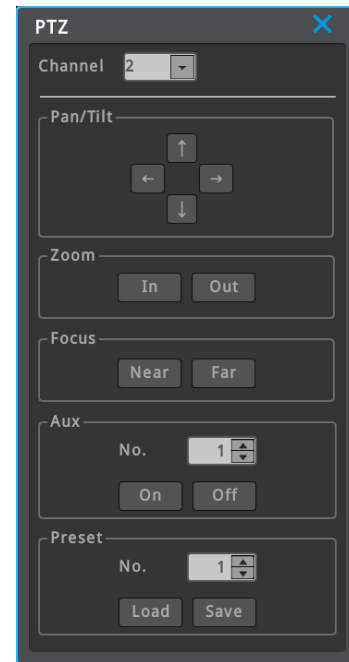 PTZ
Channel 2
Pan/Tilt
↑
← →
↓
Zoom
In Out
Focus
Near Far
Aux
No. 1
On Off
Preset
No. 1
Load Save